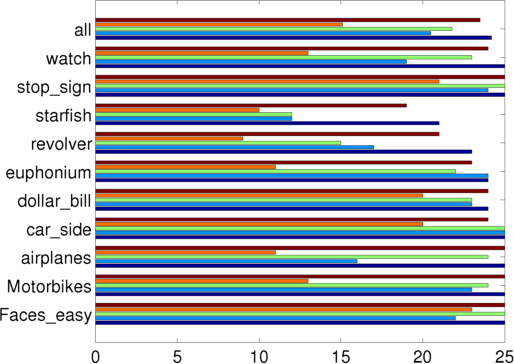 all
watch
stop_sign
starfish
revolver
euphonium
dollar_bill
car_side
airplanes
Motorbikes
Faces_easy
0 5 10 15 20 25